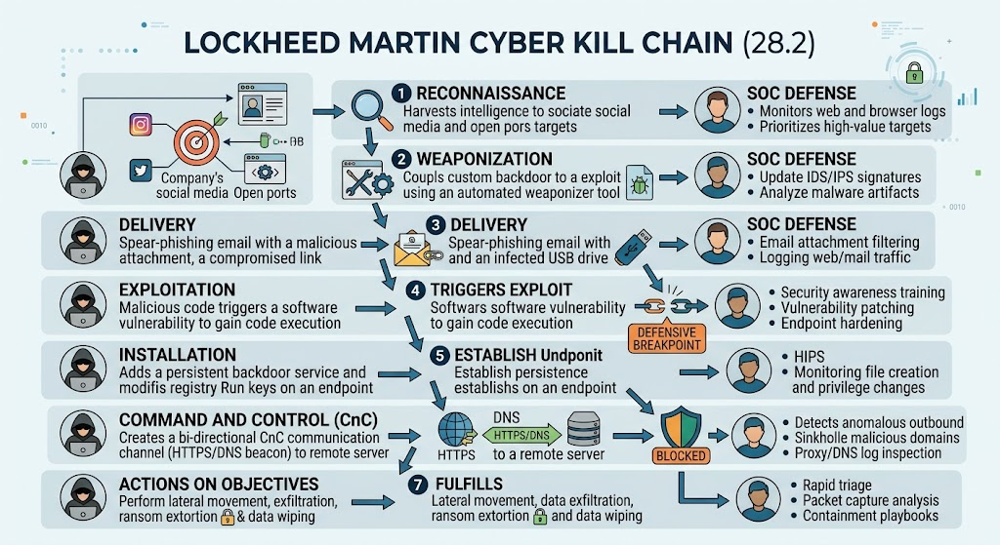 LOCKHEED MARTIN CYBER KILL CHAIN (28.2)
0010
Company's
social media
Open ports
1 RECONNAISSANCE
Harvests intelligence to sociate social
media and open pors targets
SOC DEFENSE
• Monitors web and browser logs
• Prioritizes high-value targets
2 WEAPONIZATION
Coupls custom backdoor to a exploit
using an automated weaponizer tool
SOC DEFENSE
• Update IDS/IPS signatures
• Analyze malware artifacts
0010
DELIVERY
Spear-phishing email with a malicious
attachment, a compromised link
3 DELIVERY
Spear-phishing email with
and an infected USB drive
SOC DEFENSE
• Email attachment filtering
• Logging web/mail traffic
EXPLOITATION
Malicious code triggers a software
vulnerability to gain code execution
4 TRIGGERS EXPLOIT
Softwars software vulnerability
to gain code execution
DEFENSIVE
BREAKPOINT
• Security awareness training
• Vulnerability patching
• Endpoint hardening
INSTALLATION
Adds a persistent backdoor service and
modifis registry Run keys on an endpoint
5 ESTABLISH Undponit
Establish persistence
establishs on an endpoint
• HIPS
• Monitoring file creation
and privilege changes
COMMAND AND CONTROL (CnC)
Creates a bi-directional CnC communication
channel (HTTPS/DNS beacon) to remote server
HTTPS
DNS
HTTPS/DNS
to a remote server
BLOCKED
• Detects anomalous outbound
• Sinkholle malicious domains
• Proxy/DNS log inspection
ACTIONS ON OBJECTIVES
Perform lateral movement, exfiltration,
ransom extortion & data wiping
7 FULFILLS
Lateral movement, data exfiltration,
ransom extortion and data wiping
• Rapid triage
• Packet capture analysis
• Containment playbooks